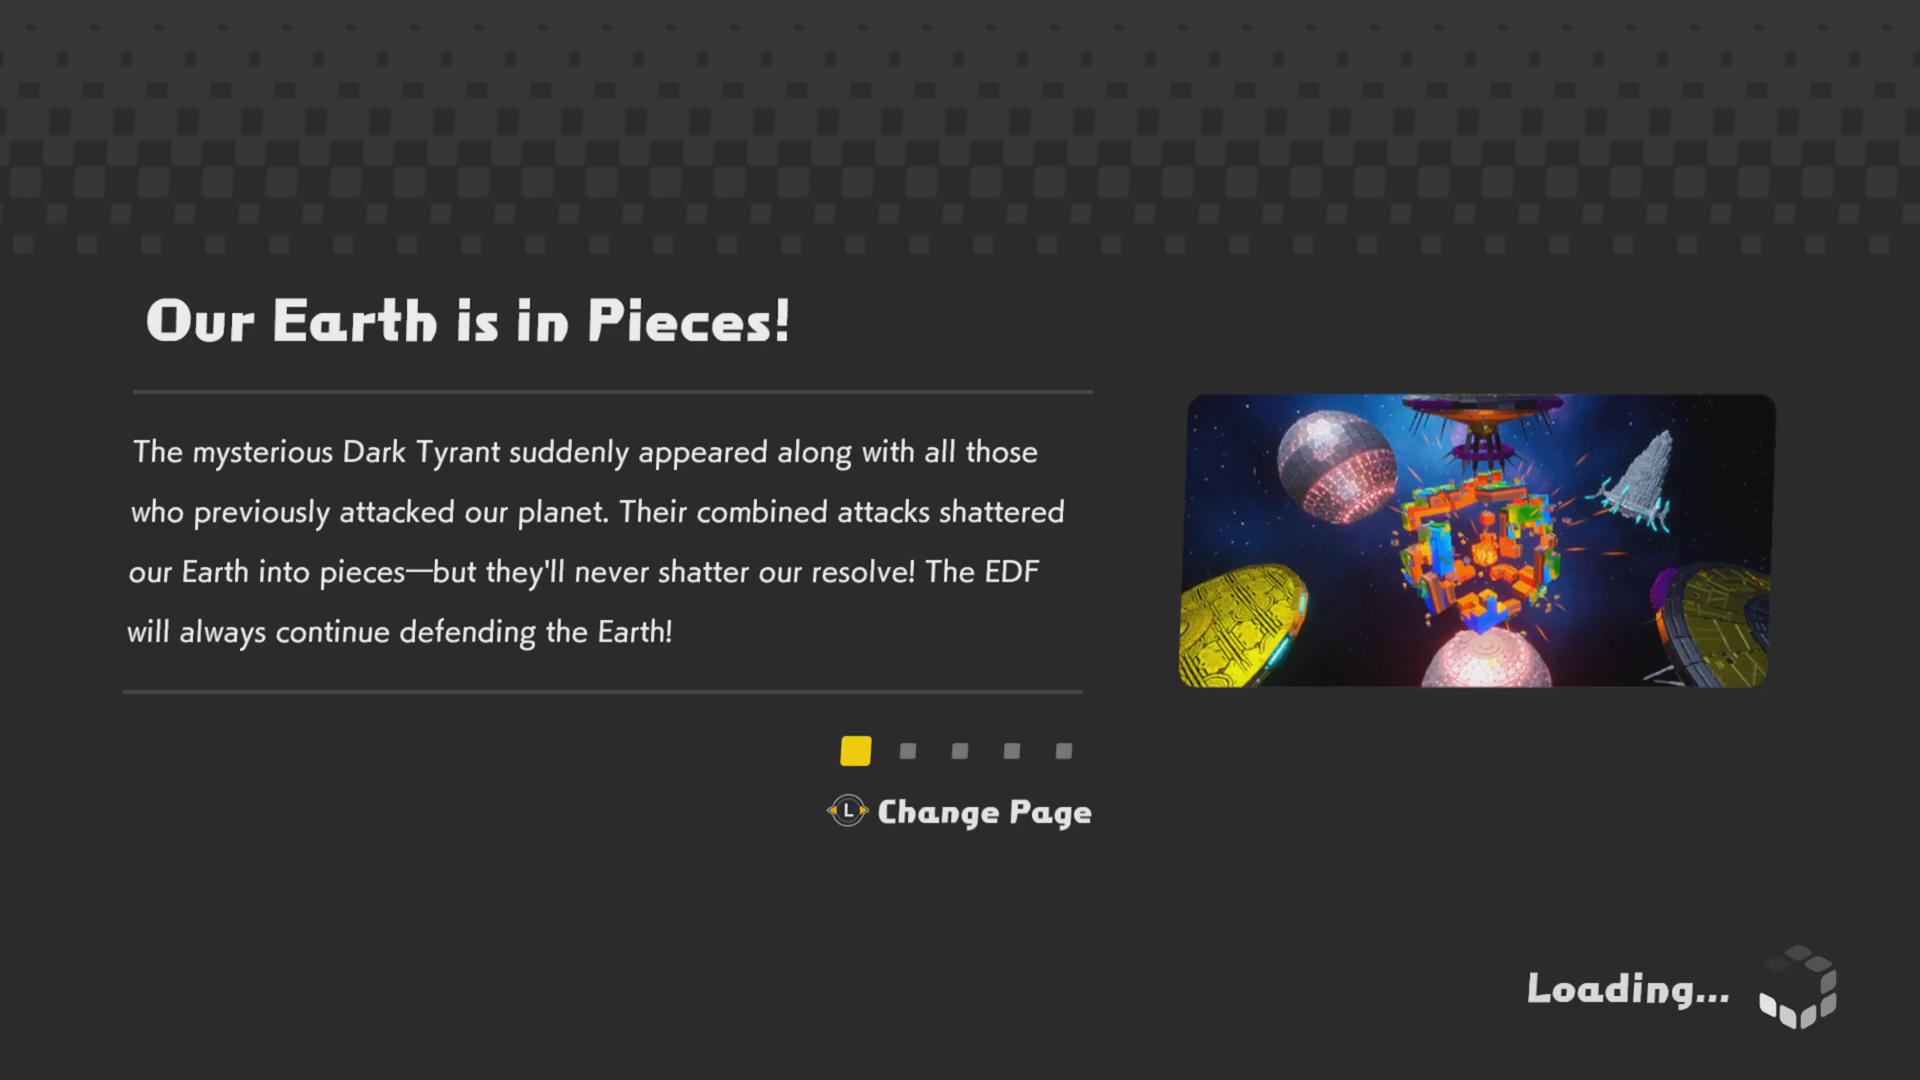 Our Earth is in Pieces!
The mysterious Dark Tyrant suddenly appeared along with all those
who previously attacked our planet. Their combined attacks shattered
our Earth into pieces—but they'll never shatter our resolve! The EDF
will always continue defending the Earth!
L Change Page
Loading...